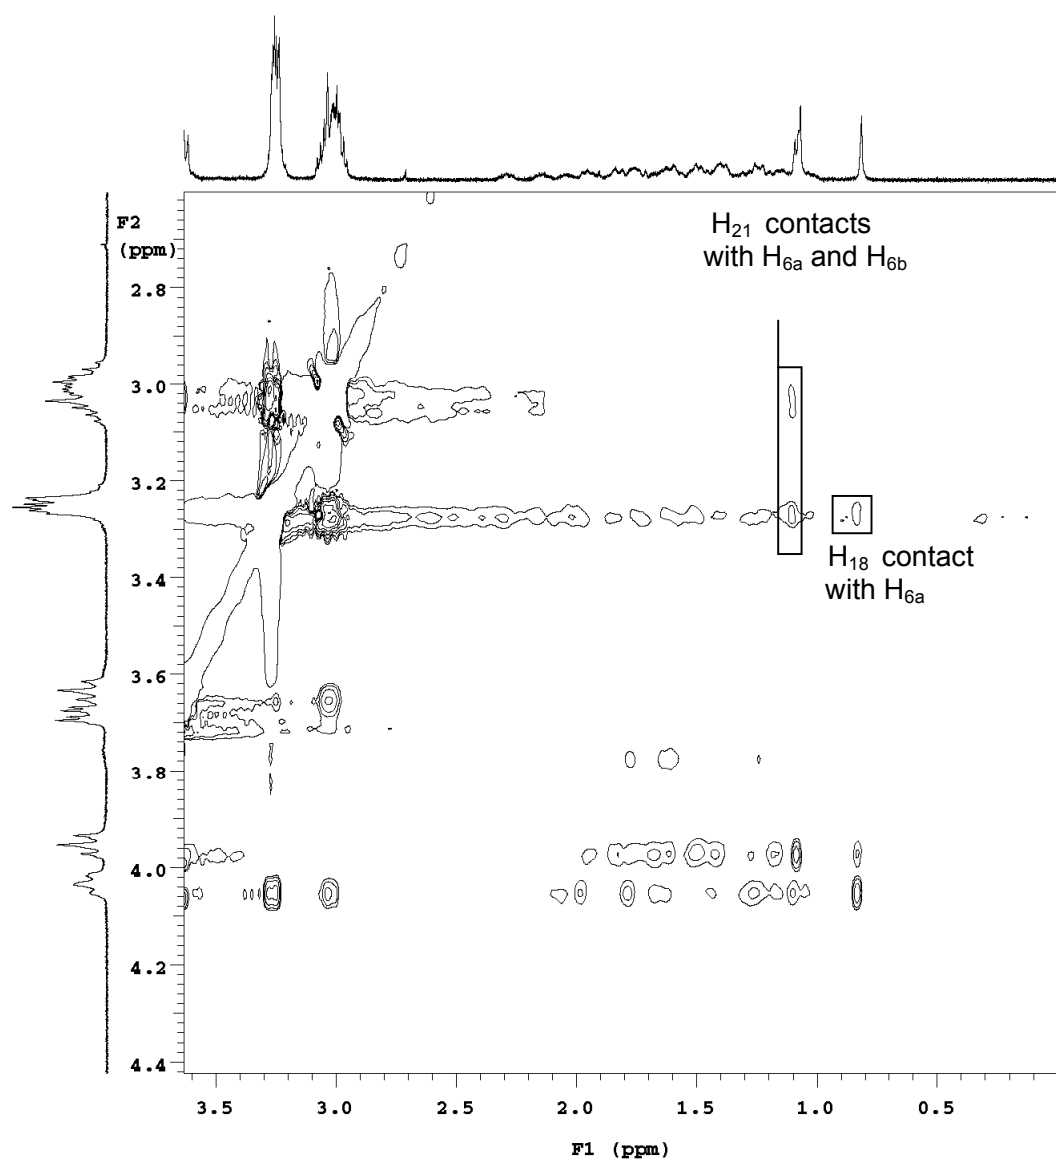 F2
(ppm)
H21 contacts
with H6a and H6b
2.8
3.0
3.2
H18 contact
with H6a
3.4
3.6
3.8
4.0
4.2
4.4
3.5 3.0 2.5 2.0 1.5 1.0 0.5
F1 (ppm)